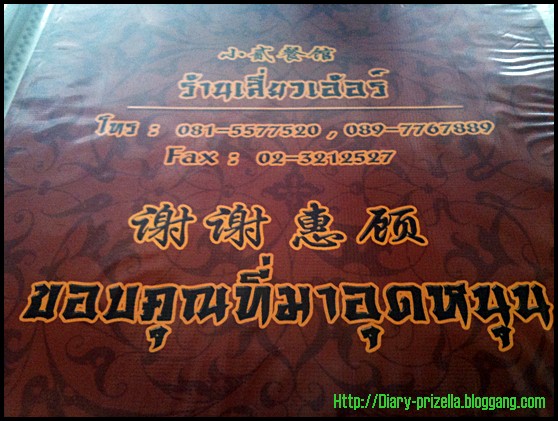 小贰餐馆
ร้านเสี่ยวเอ้อร์
โทร : 081-5577520 , 089-7767889
Fax : 02-3212527
谢谢惠顾
ขอบคุณที่มาอุดหนุน
Http://Diary-prizella.bloggang.com